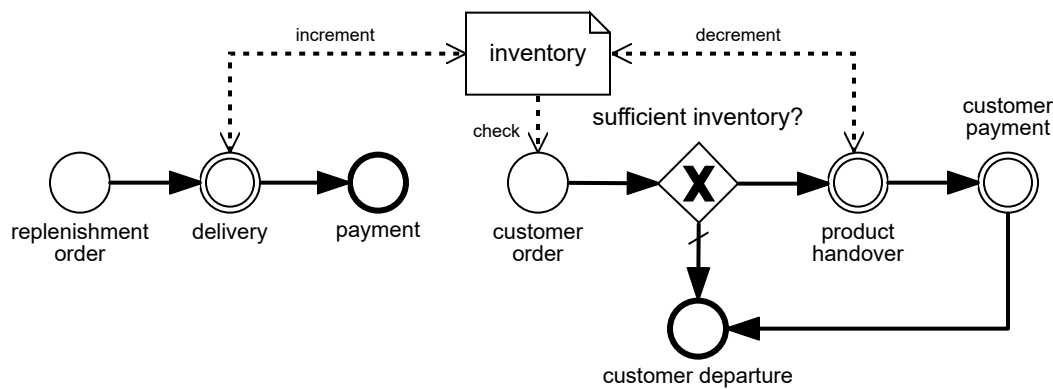 increment
inventory
decrement
check
sufficient inventory?
customer
payment
replenishment
order
delivery
payment
customer
order
X
product
handover
customer departure